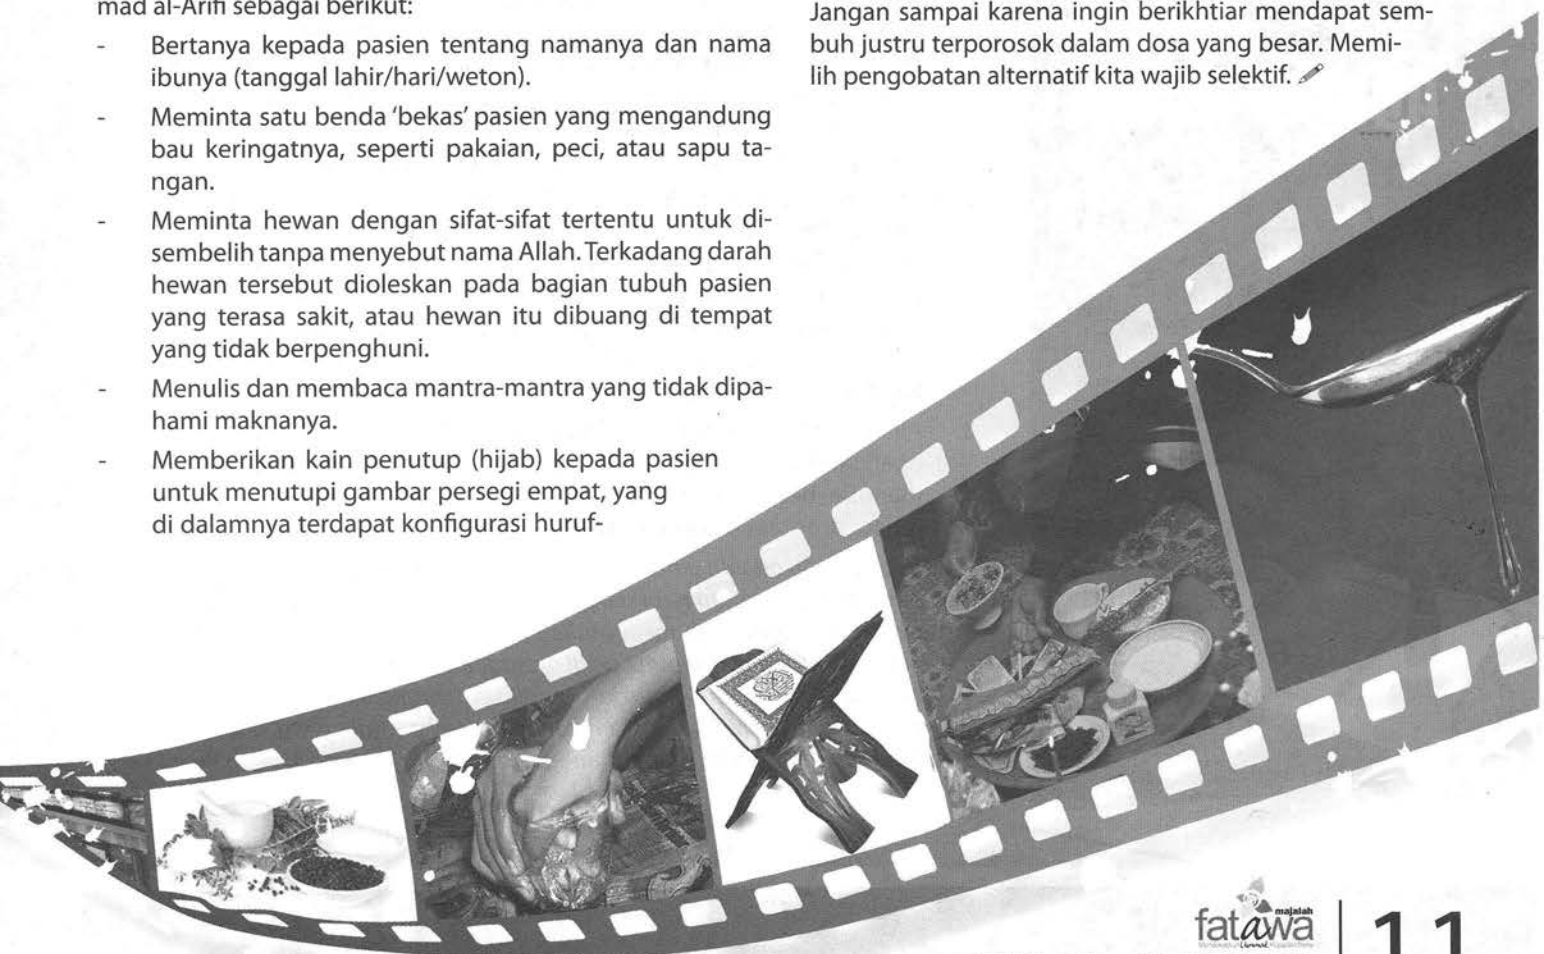 mad al-Arifi sebagai berikut:
- Bertanya kepada pasien tentang namanya dan nama
ibunya (tanggal lahir/hari/weton).
- Meminta satu benda ‘bekas’ pasien yang mengandung
bau keringatnya, seperti pakaian, peci, atau sapu ta-
ngan.
- Meminta hewan dengan sifat-sifat tertentu untuk di-
sembelih tanpa menyebut nama Allah. Terkadang darah
hewan tersebut dioleskan pada bagian tubuh pasien
yang terasa sakit, atau hewan itu dibuang di tempat
yang tidak berpenghuni.
- Menulis dan membaca mantra-mantra yang tidak dipa-
hami maknanya.
- Memberikan kain penutup (hijab) kepada pasien
untuk menutupi gambar persegi empat, yang
di dalamnya terdapat konfigurasi huruf-
Jangan sampai karena ingin berikhtiar mendapat sem-
buh justru terporosok dalam dosa yang besar. Memi-
lih pengobatan alternatif kita wajib selektif.
majalah
fatawa
11